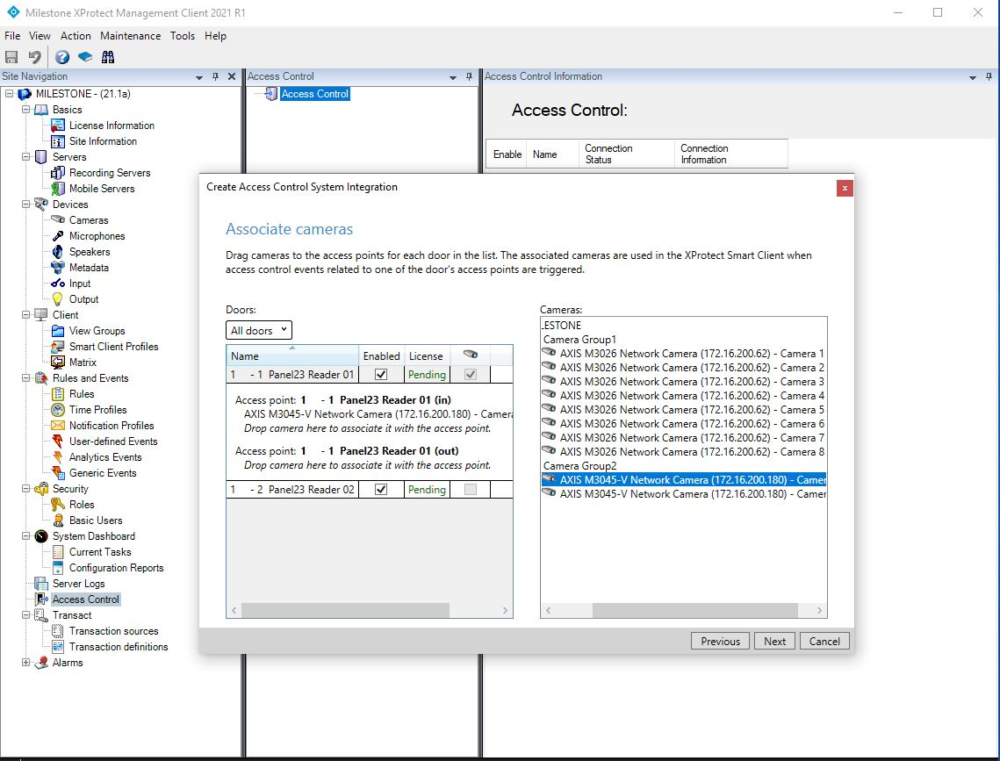 Milestone XProtect Management Client 2021 R1
File View Action Maintenance Tools Help
Site Navigation
MILESTONE - (21.1a)
Basics
License Information
Site Information
Servers
Recording Servers
Mobile Servers
Devices
Cameras
Microphones
Speakers
Metadata
Input
Output
Client
View Groups
Smart Client Profiles
Matrix
Rules and Events
Rules
Time Profiles
Notification Profiles
User-defined Events
Analytics Events
Generic Events
Security
Roles
Basic Users
System Dashboard
Current Tasks
Configuration Reports
Server Logs
Access Control
Transact
Transaction sources
Transaction definitions
Alarms
Access Control
Access Control
Access Control Information
Access Control:
Enable Name Connection Status Connection Information
Create Access Control System Integration
x
Associate cameras
Drag cameras to the access points for each door in the list. The associated cameras are used in the XProtect Smart Client when
access control events related to one of the door's access points are triggered.
Doors:
All doors
Name Enabled License
1 - 1 Panel23 Reader 01 Pending
Access point: 1 - 1 Panel23 Reader 01 (in)
AXIS M3045-V Network Camera (172.16.200.180) - Camera
Drop camera here to associate it with the access point.
Access point: 1 - 1 Panel23 Reader 01 (out)
Drop camera here to associate it with the access point.
1 - 2 Panel23 Reader 02 Pending
Cameras:
.ESTONE
Camera Group1
AXIS M3026 Network Camera (172.16.200.62) - Camera 1
AXIS M3026 Network Camera (172.16.200.62) - Camera 2
AXIS M3026 Network Camera (172.16.200.62) - Camera 3
AXIS M3026 Network Camera (172.16.200.62) - Camera 4
AXIS M3026 Network Camera (172.16.200.62) - Camera 5
AXIS M3026 Network Camera (172.16.200.62) - Camera 6
AXIS M3026 Network Camera (172.16.200.62) - Camera 7
AXIS M3026 Network Camera (172.16.200.62) - Camera 8
Camera Group2
AXIS M3045-V Network Camera (172.16.200.180) - Camer
AXIS M3045-V Network Camera (172.16.200.180) - Camer
Previous Next Cancel